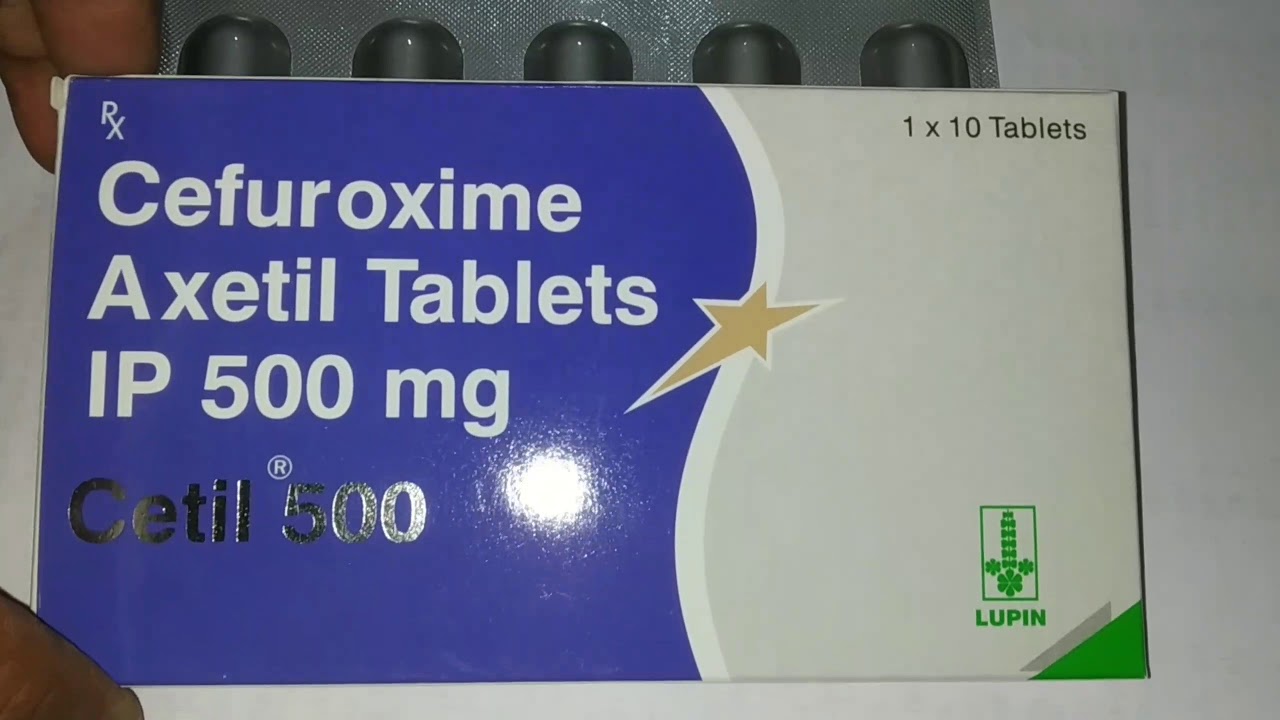 Rx
1 x 10 Tablets
Cefuroxime
Axetil Tablets
IP 500 mg
Cetil® 500
LUPIN